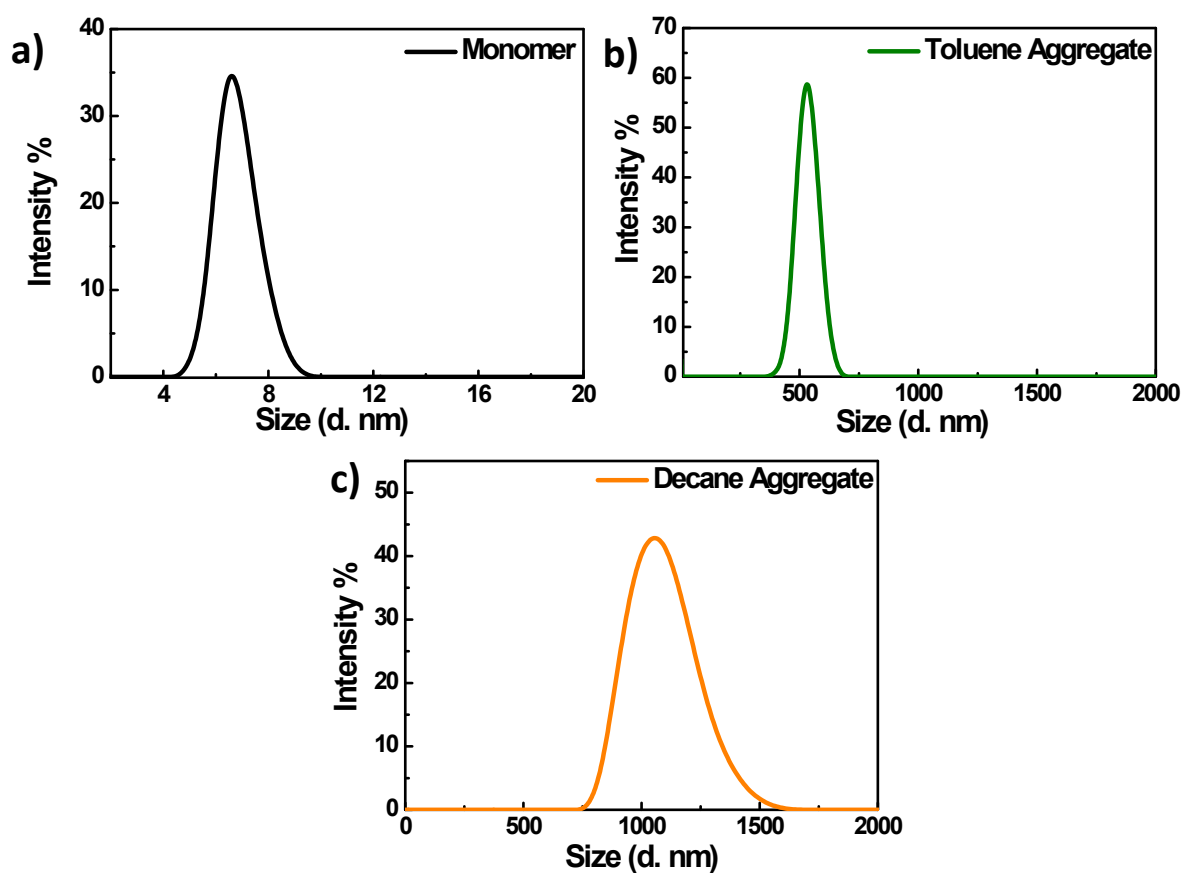 a)
Monomer
Intensity %
40
30
20
10
0
4 8 12 16 20
Size (d. nm)
b)
Toluene Aggregate
Intensity %
70
60
50
40
30
20
10
0
500 1000 1500 2000
Size (d. nm)
c)
Decane Aggregate
Intensity %
50
40
30
20
10
0
0 500 1000 1500 2000
Size (d. nm)